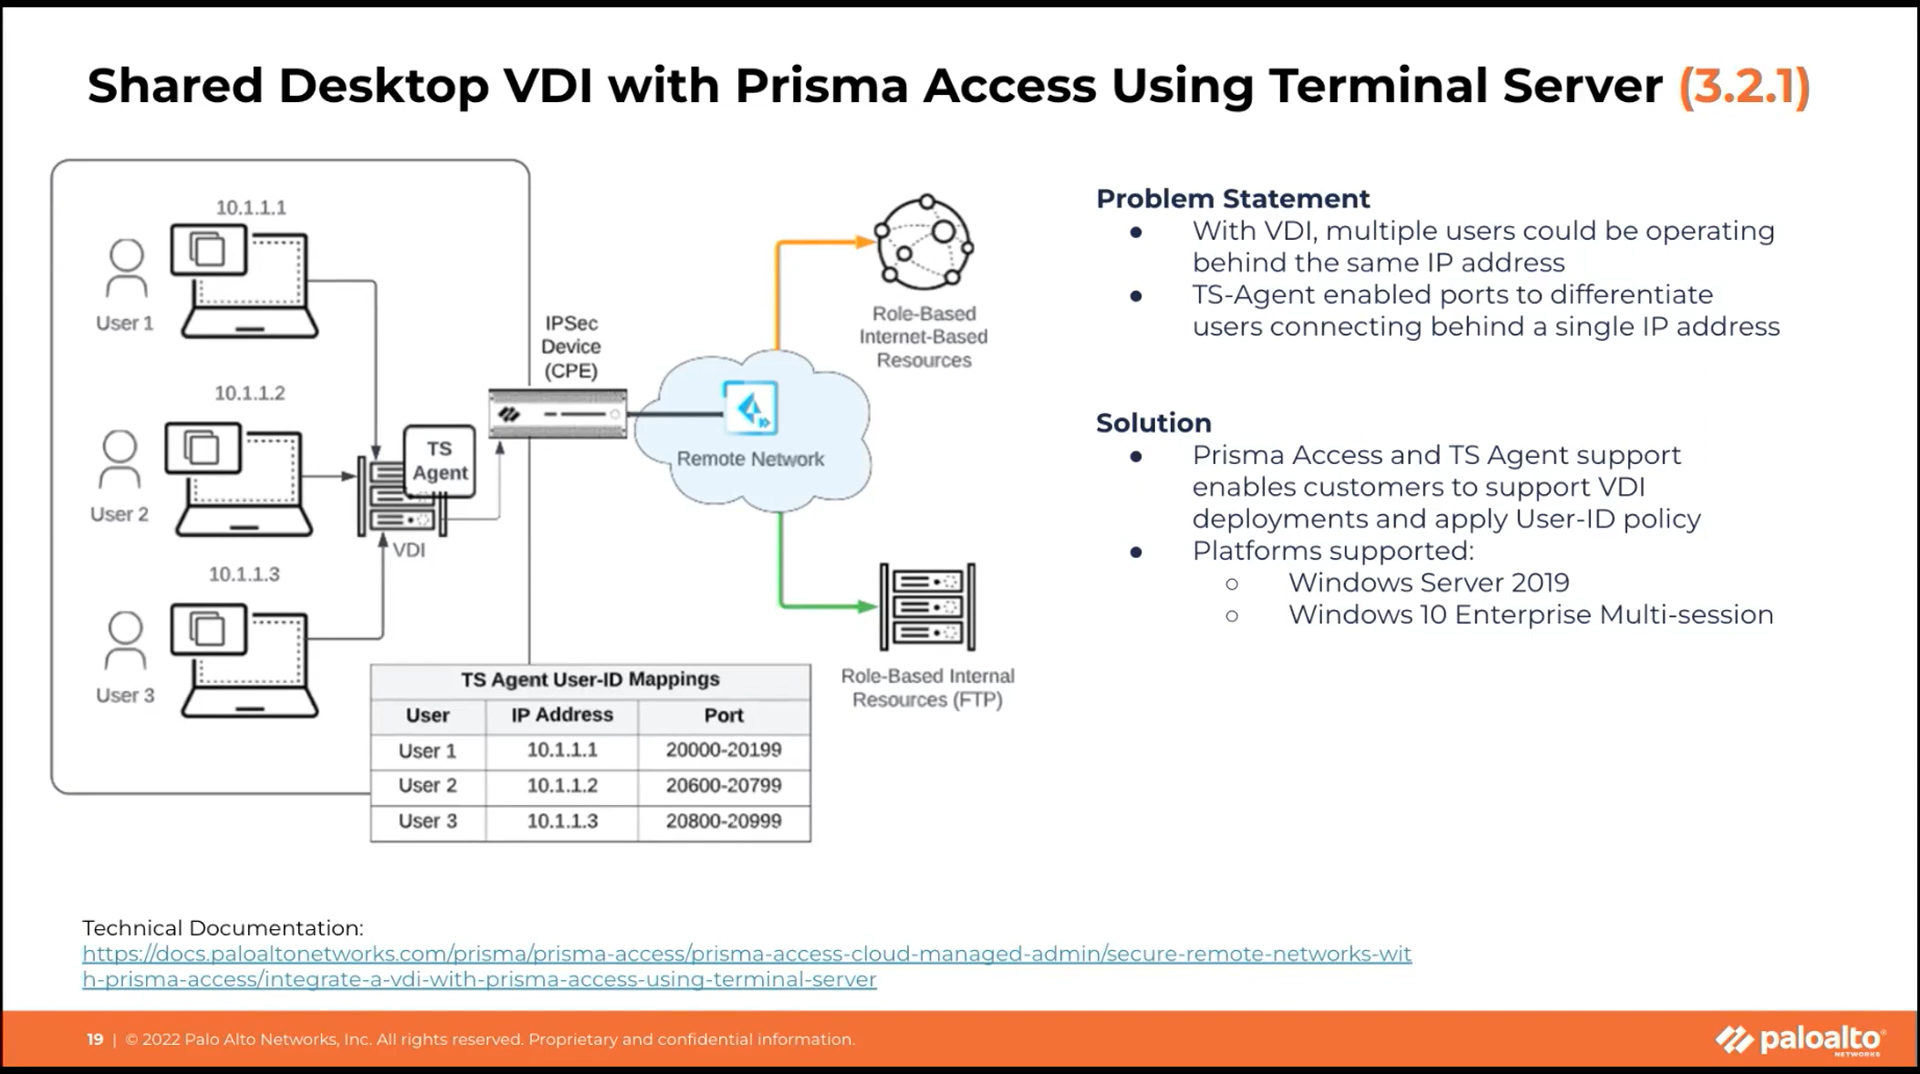 Shared Desktop VDI with Prisma Access Using Terminal Server (3.2.1)
10.1.1.1
User 1
10.1.1.2
User 2
10.1.1.3
User 3
TS
Agent
VDI
IPSec
Device
(CPE)
Remote Network
Role-Based
Internet-Based
Resources
Role-Based Internal
Resources (FTP)
TS Agent User-ID Mappings
User IP Address Port
User 1 10.1.1.1 20000-20199
User 2 10.1.1.2 20600-20799
User 3 10.1.1.3 20800-20999
Problem Statement
● With VDI, multiple users could be operating
behind the same IP address
● TS-Agent enabled ports to differentiate
users connecting behind a single IP address
Solution
● Prisma Access and TS Agent support
enables customers to support VDI
deployments and apply User-ID policy
● Platforms supported:
○ Windows Server 2019
○ Windows 10 Enterprise Multi-session
Technical Documentation:
https://docs.paloaltonetworks.com/prisma/prisma-access/prisma-access-cloud-managed-admin/secure-remote-networks-wit
h-prisma-access/integrate-a-vdi-with-prisma-access-using-terminal-server
19 | © 2022 Palo Alto Networks, Inc. All rights reserved. Proprietary and confidential information.
paloalto®
NETWORKS